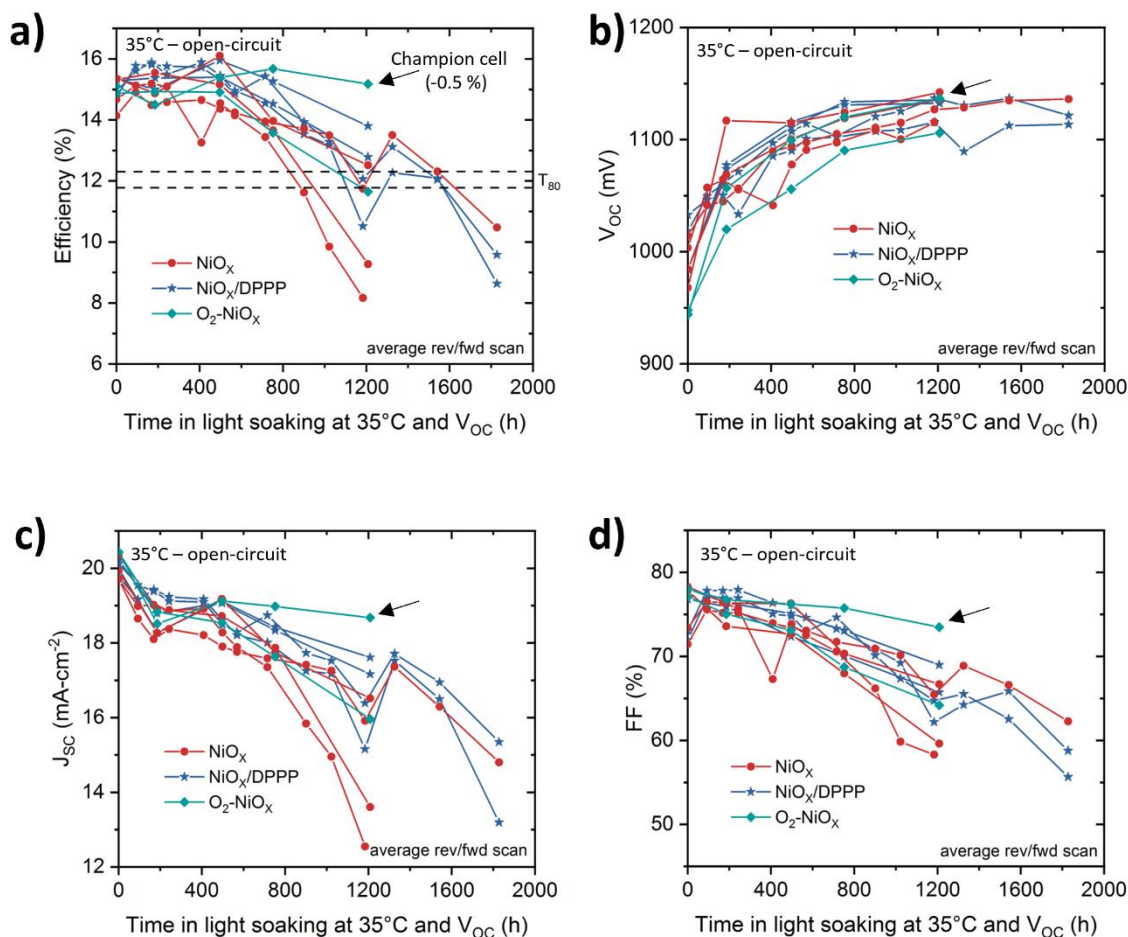 a)
35°C – open-circuit
Champion cell
(-0.5 %)
T80
NiOX
NiOX/DPPP
O2-NiOX
average rev/fwd scan
16
14
12
10
8
6
Efficiency (%)
0 400 800 1200 1600 2000
Time in light soaking at 35°C and VOC (h)
b)
1200
1100
1000
900
VOC (mV)
NiOX
NiOX/DPPP
O2-NiOX
average rev/fwd scan
0 400 800 1200 1600 2000
Time in light soaking at 35°C and VOC (h)
c)
35°C – open-circuit
20
18
16
14
12
JSC (mA-cm-2)
NiOX
NiOX/DPPP
O2-NiOX
average rev/fwd scan
0 400 800 1200 1600 2000
Time in light soaking at 35°C and VOC (h)
d)
35°C – open-circuit
80
70
60
50
FF (%)
NiOX
NiOX/DPPP
O2-NiOX
average rev/fwd scan
0 400 800 1200 1600 2000
Time in light soaking at 35°C and VOC (h)